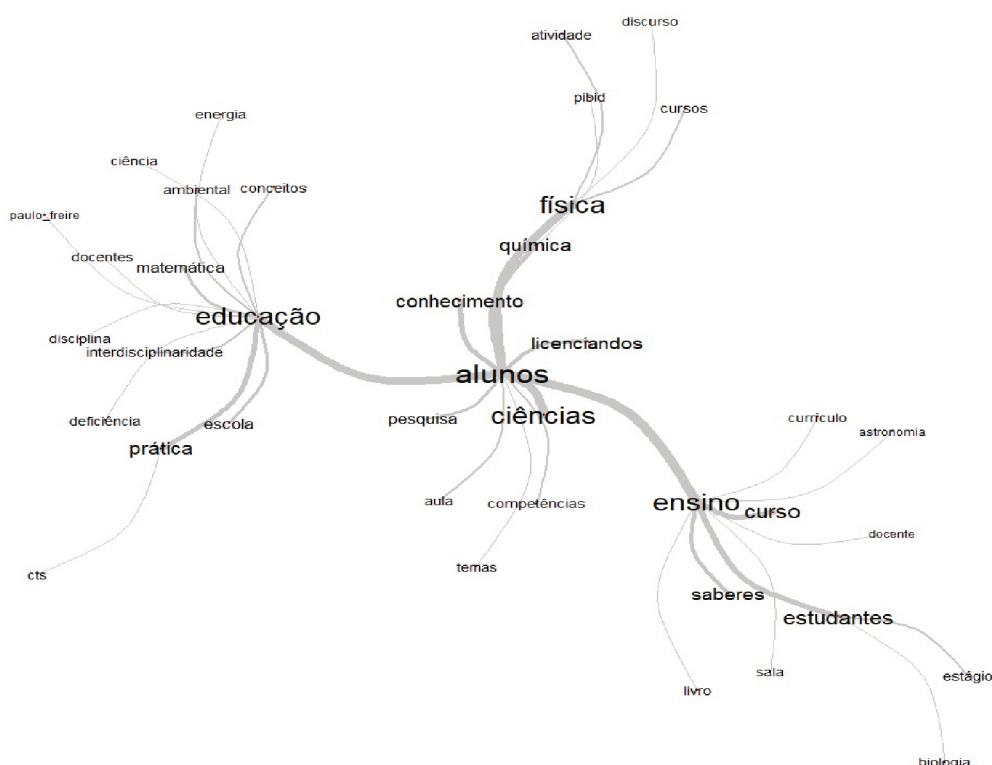 discurso
atividade
pibid
cursos
energia
ciência
ambiental
conceitos
física
paulo_freire
química
docentes
matemática
conhecimento
educação
disciplina
interdisciplinaridade
licenciandos
alunos
ciências
pesquisa
deficiência
escola
currículo
astronomia
prática
aula
competências
ensino
curso
docente
temas
cts
saberes
estudantes
sala
estágio
livro
biologia